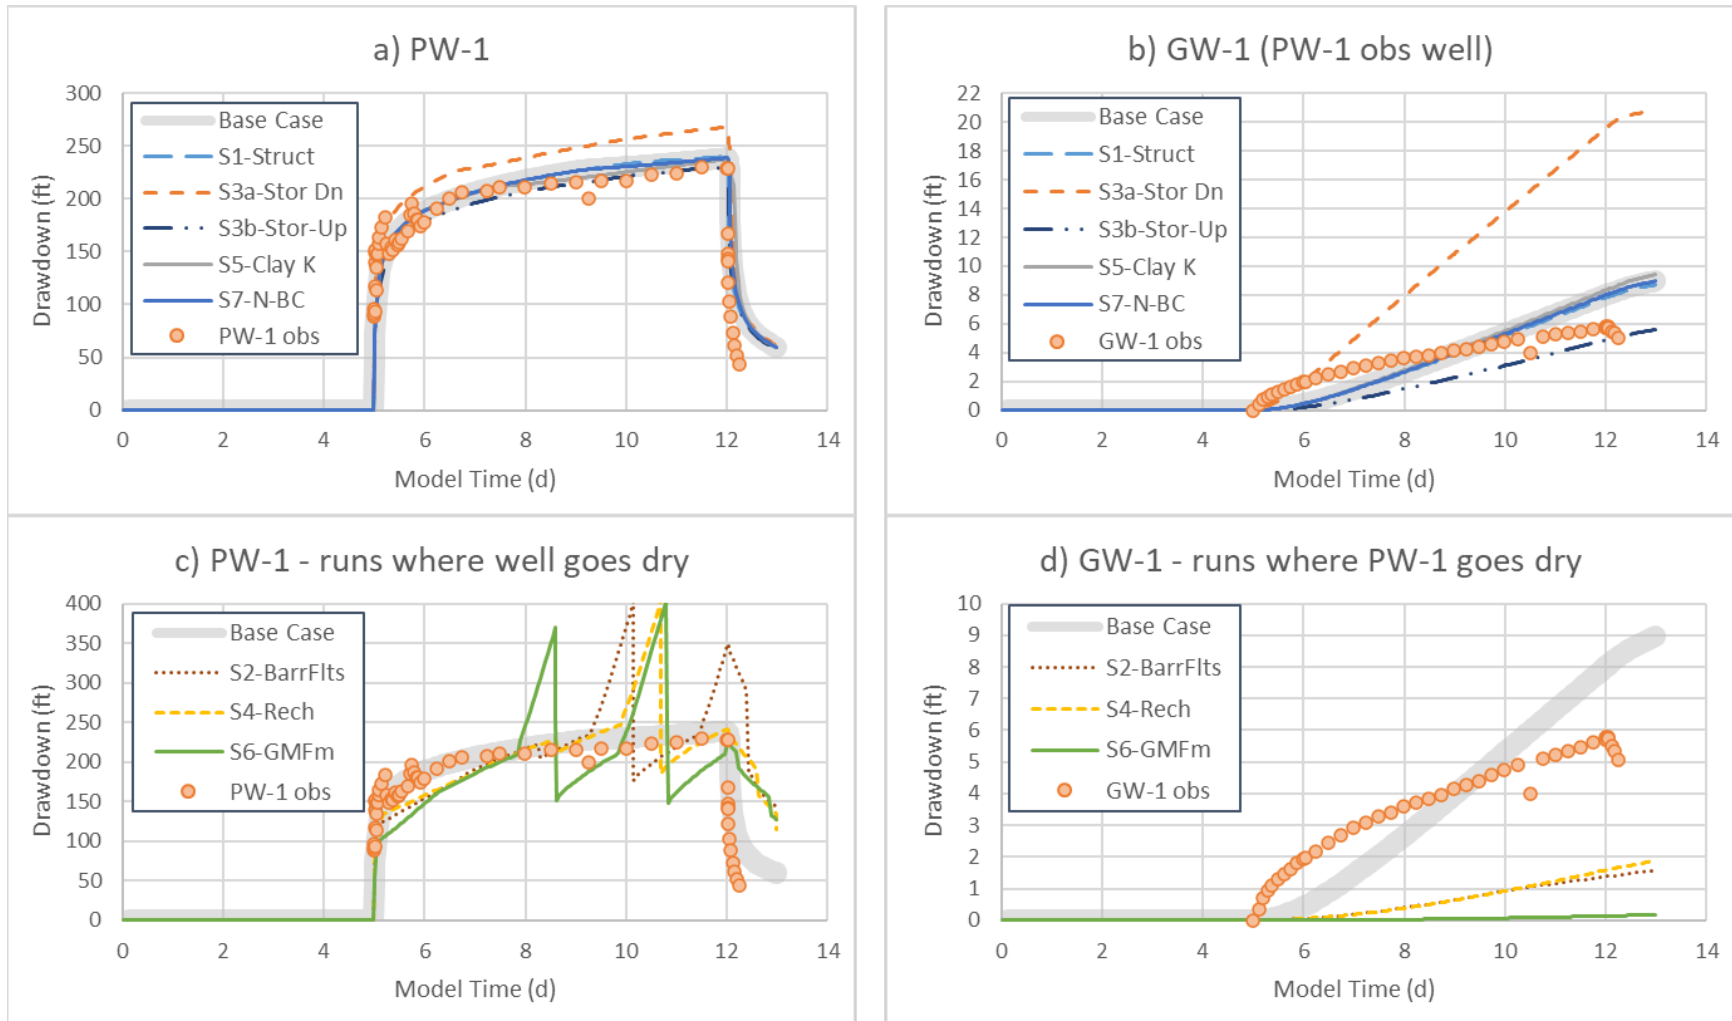 a) PW-1
300
250
200
150
100
50
0
Drawdown (ft)
Base Case
S1-Struct
S3a-Stor Dn
S3b-Stor-Up
S5-Clay K
S7-N-BC
PW-1 obs
0 2 4 6 8 10 12 14
Model Time (d)
b) GW-1 (PW-1 obs well)
22
20
18
16
14
12
10
8
6
4
2
0
Drawdown (ft)
Base Case
S1-Struct
S3a-Stor Dn
S3b-Stor-Up
S5-Clay K
S7-N-BC
GW-1 obs
0 2 4 6 8 10 12 14
Model Time (d)
c) PW-1 - runs where well goes dry
400
350
300
250
200
150
100
50
0
Drawdown (ft)
Base Case
S2-BarrFlts
S4-Rech
S6-GMFm
PW-1 obs
0 2 4 6 8 10 12 14
Model Time (d)
d) GW-1 - runs where PW-1 goes dry
10
9
8
7
6
5
4
3
2
1
0
Drawdown (ft)
Base Case
S2-BarrFlts
S4-Rech
S6-GMFm
GW-1 obs
0 2 4 6 8 10 12 14
Model Time (d)